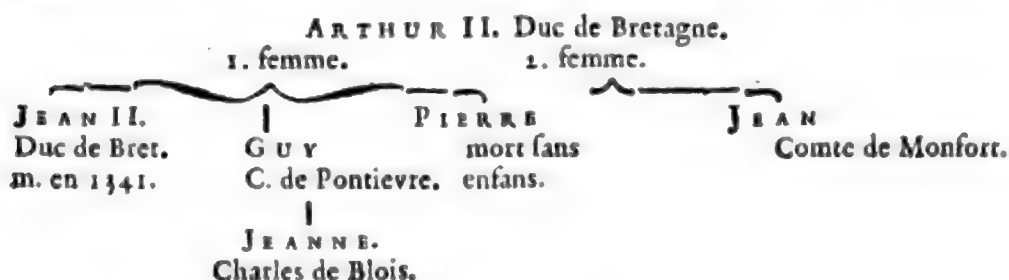 ARTHUR II. Duc de Bretagne.
1. femme. 2. femme.
JEAN II. PIERRE JEAN
Duc de Bret. GUY mort sans Comte de Monfort.
m. en 1341. C. de Pontievre. enfans.
JEANNE.
Charles de Blois.